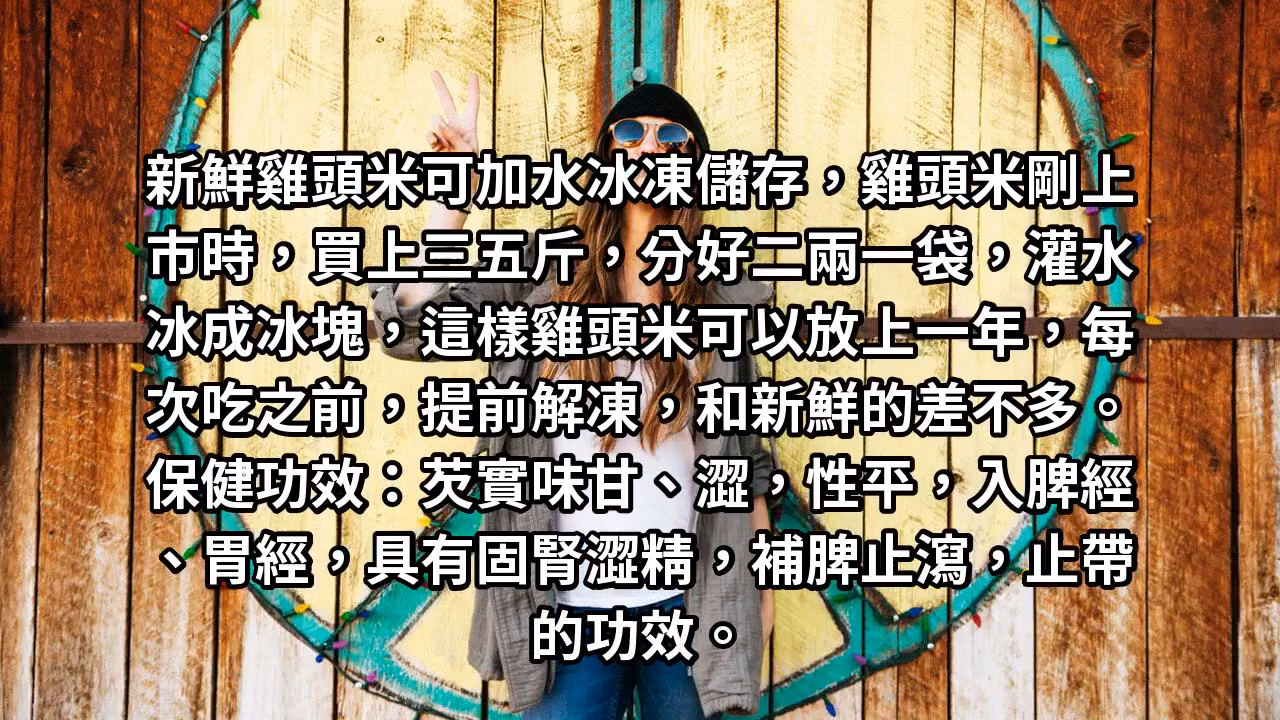 新鮮雞頭米可加水冰凍儲存，雞頭米剛上
市時，買上三五斤，分好二兩一袋，灌水
冰成冰塊，這樣雞頭米可以放上一年，每
次吃之前，提前解凍，和新鮮的差不多。
保健功效：芡實味甘、澀，性平，入脾經
、胃經，具有固腎澀精，補脾止瀉，止帶
的功效。